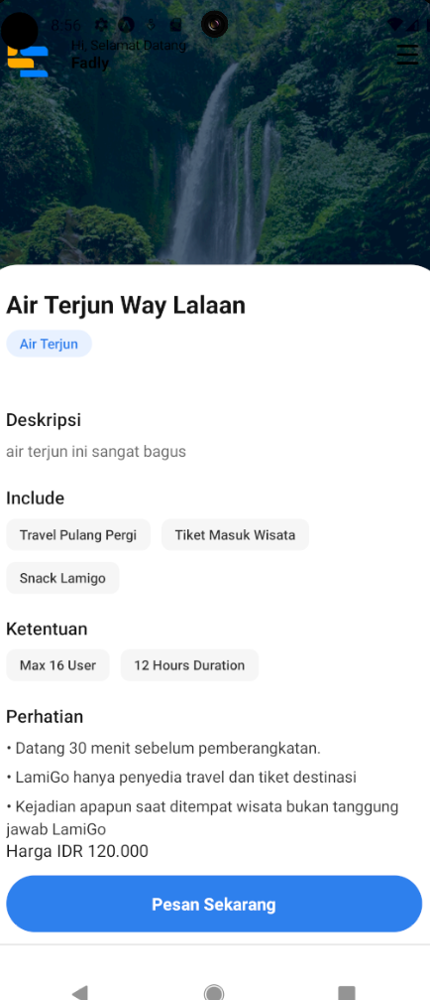 8:56
Hi, Selamat Datang
Fadly
Air Terjun Way Lalaan
Air Terjun
Deskripsi
air terjun ini sangat bagus
Include
Travel Pulang Pergi
Tiket Masuk Wisata
Snack Lamigo
Ketentuan
Max 16 User
12 Hours Duration
Perhatian
• Datang 30 menit sebelum pemberangkatan.
• LamiGo hanya penyedia travel dan tiket destinasi
• Kejadian apapun saat ditempat wisata bukan tanggung
jawab LamiGo
Harga IDR 120.000
Pesan Sekarang